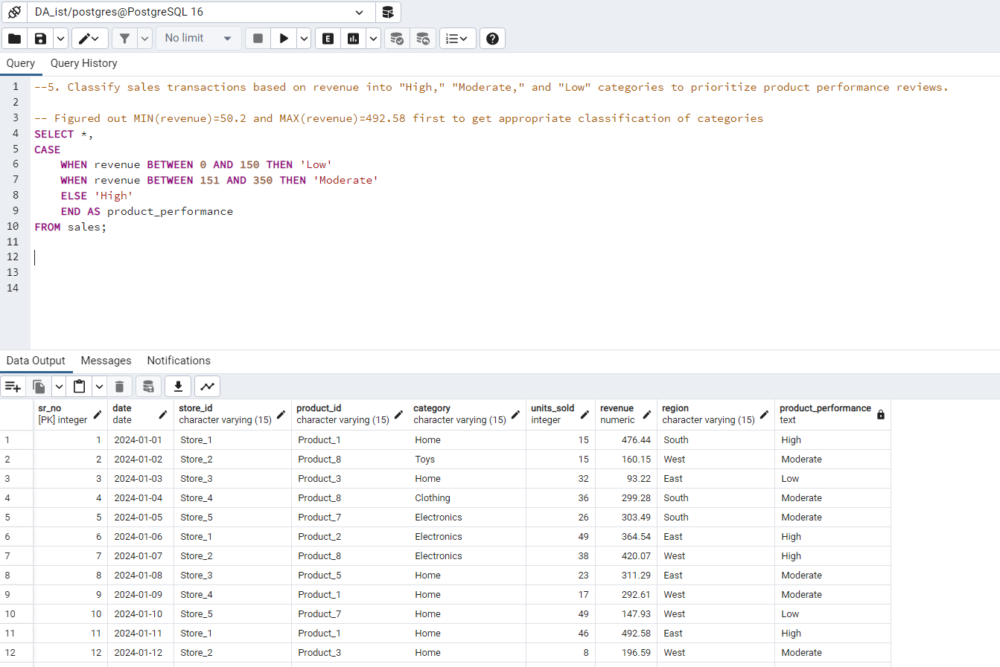 DA_ist/postgres@PostgreSQL 16
No limit
E
Query Query History
1 --5. Classify sales transactions based on revenue into "High," "Moderate," and "Low" categories to prioritize product performance reviews.
2
3 -- Figured out MIN(revenue)=50.2 and MAX(revenue)=492.58 first to get appropriate classification of categories
4 SELECT *,
5 CASE
6 WHEN revenue BETWEEN 0 AND 150 THEN 'Low'
7 WHEN revenue BETWEEN 151 AND 350 THEN 'Moderate'
8 ELSE 'High'
9 END AS product_performance
10 FROM sales;
11
12
13
14
Data Output Messages Notifications
sr_no date store_id product_id category units_sold revenue region product_performance
[PK] integer date character varying (15) character varying (15) character varying (15) integer numeric character varying (15) text
1 1 2024-01-01 Store_1 Product_1 Home 15 476.44 South High
2 2 2024-01-02 Store_2 Product_8 Toys 15 160.15 West Moderate
3 3 2024-01-03 Store_3 Product_3 Home 32 93.22 East Low
4 4 2024-01-04 Store_4 Product_8 Clothing 36 299.28 South Moderate
5 5 2024-01-05 Store_5 Product_7 Electronics 26 303.49 South Moderate
6 6 2024-01-06 Store_1 Product_2 Electronics 49 364.54 East High
7 7 2024-01-07 Store_2 Product_8 Electronics 38 420.07 West High
8 8 2024-01-08 Store_3 Product_5 Home 23 311.29 East Moderate
9 9 2024-01-09 Store_4 Product_1 Home 17 292.61 West Moderate
10 10 2024-01-10 Store_5 Product_7 Home 49 147.93 West Low
11 11 2024-01-11 Store_1 Product_1 Home 46 492.58 East High
12 12 2024-01-12 Store_2 Product_3 Home 8 196.59 West Moderate